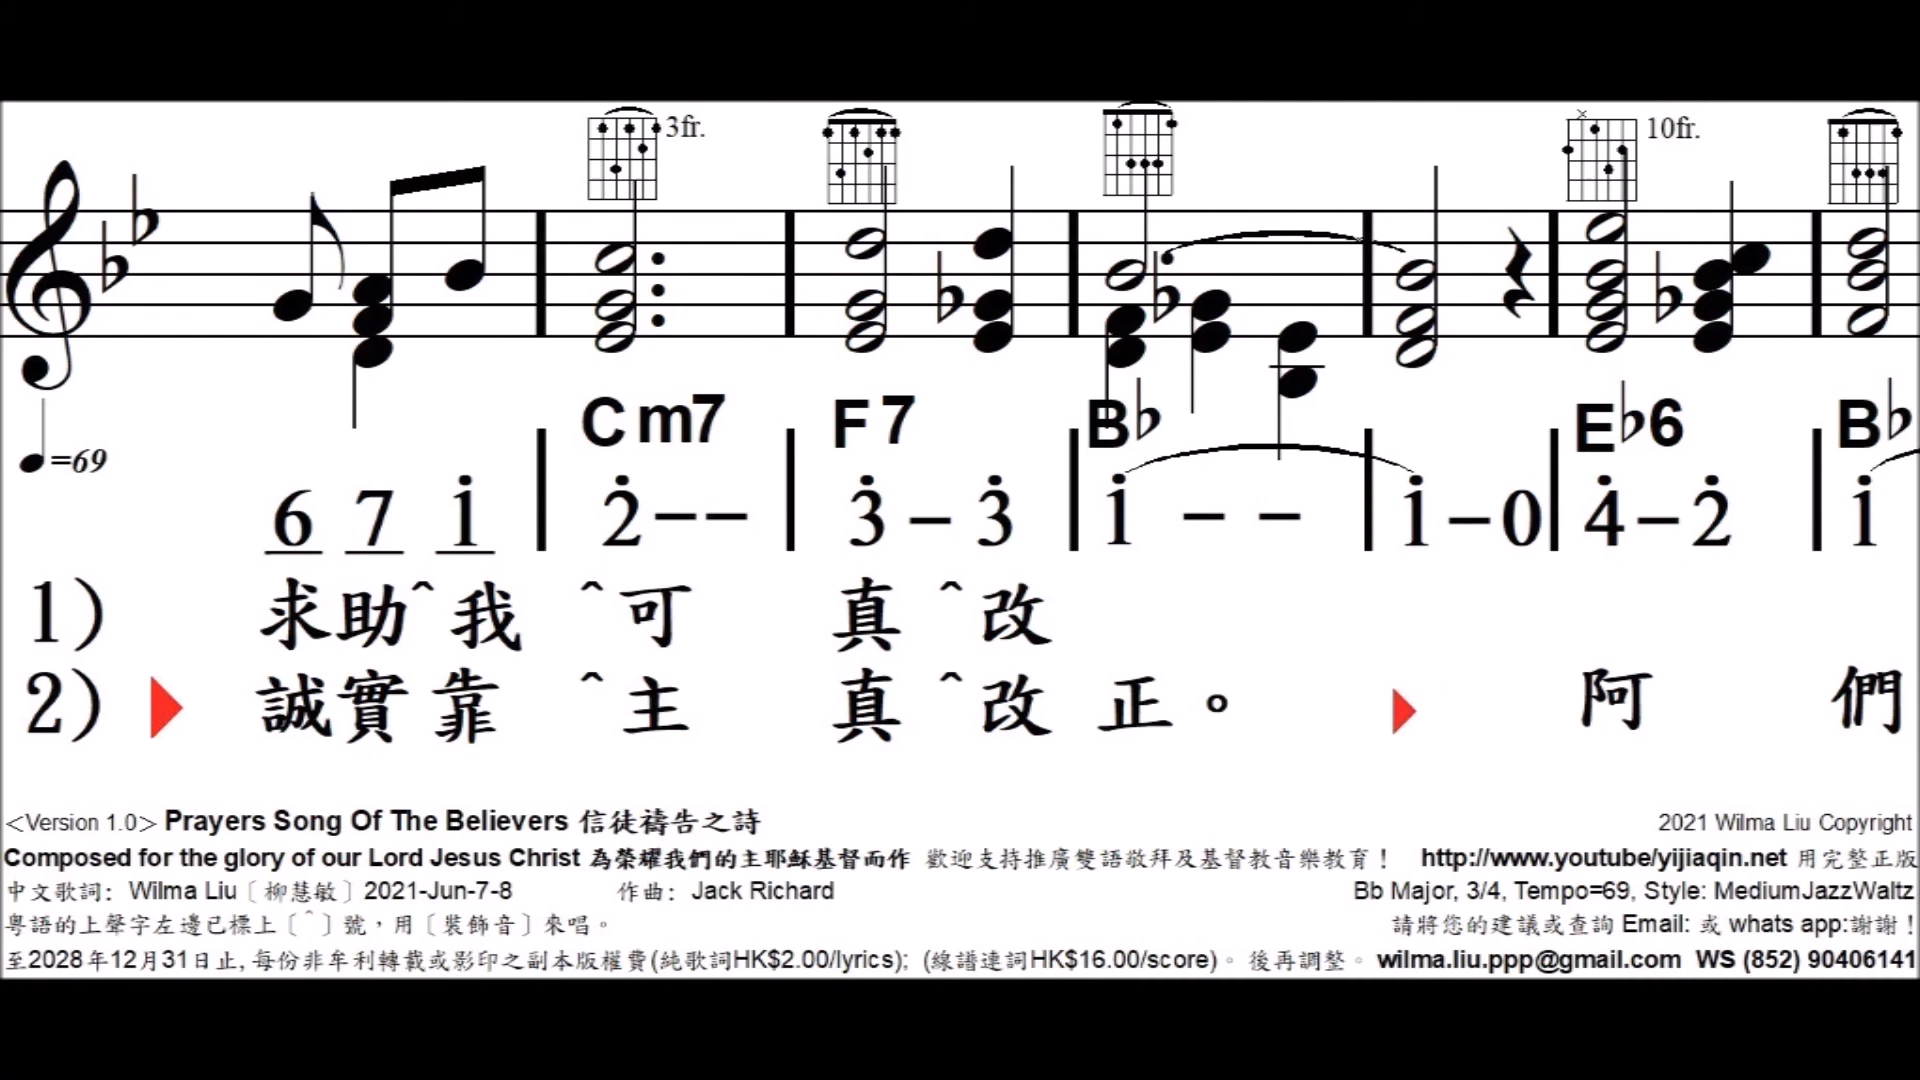 3fr. 10fr.
Cm7 F7 B♭ E♭6 B♭
♩=69
6 7 i | 2̇ – – | 3̇ – 3̇ | i – – | i – 0 | 4̇ – 2̇ | i
1) 求助^我 ^可 真^改
2) 誠實靠 ^主 真^改正。 阿們
<Version 1.0> Prayers Song Of The Believers 信徒禱告之詩 2021 Wilma Liu Copyright
Composed for the glory of our Lord Jesus Christ 為榮耀我們的主耶穌基督而作 歡迎支持推廣雙語敬拜及基督教音樂教育！ http://www.youtube/yijiaqin.net 用完整正版
中文歌詞：Wilma Liu〔柳慧敏〕2021-Jun-7-8 作曲：Jack Richard Bb Major, 3/4, Tempo=69, Style: MediumJazzWaltz
粵語的上聲字左邊已標上〔^〕號，用〔裝飾音〕來唱。 請將您的建議或查詢 Email: 或 whats app:謝謝！
至2028年12月31日止, 每份非牟利轉載或影印之副本版權費(純歌詞HK$2.00/lyrics); (線譜連詞HK$16.00/score)。 後再調整。 wilma.liu.ppp@gmail.com WS (852) 90406141